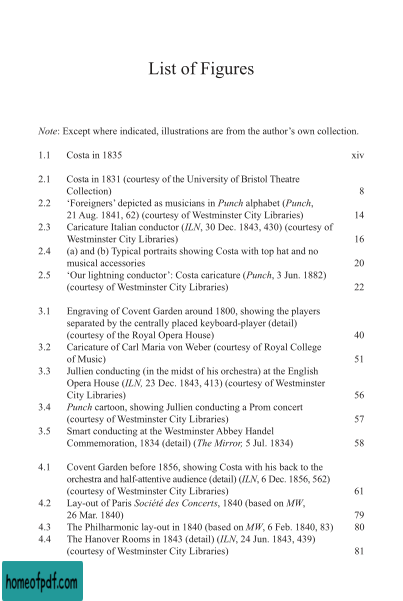 List of Figures
Note: Except where indicated, illustrations are from the author's own collection.
1.1 Costa in 1835 xiv
2.1 Costa in 1831 (courtesy of the University of Bristol Theatre
Collection) 8
2.2 ‘Foreigners’ depicted as musicians in Punch alphabet (Punch,
21 Aug. 1841, 62) (courtesy of Westminster City Libraries) 14
2.3 Caricature Italian conductor (ILN, 30 Dec. 1843, 430) (courtesy of
Westminster City Libraries) 16
2.4 (a) and (b) Typical portraits showing Costa with top hat and no
musical accessories 20
2.5 ‘Our lightning conductor’: Costa caricature (Punch, 3 Jun. 1882)
(courtesy of Westminster City Libraries) 22
3.1 Engraving of Covent Garden around 1800, showing the players
separated by the centrally placed keyboard-player (detail)
(courtesy of the Royal Opera House) 40
3.2 Caricature of Carl Maria von Weber (courtesy of Royal College
of Music) 51
3.3 Jullien conducting (in the midst of his orchestra) at the English
Opera House (ILN, 23 Dec. 1843, 413) (courtesy of Westminster
City Libraries) 56
3.4 Punch cartoon, showing Jullien conducting a Prom concert
(courtesy of Westminster City Libraries) 57
3.5 Smart conducting at the Westminster Abbey Handel
Commemoration, 1834 (detail) (The Mirror, 5 Jul. 1834) 58
4.1 Covent Garden before 1856, showing Costa with his back to the
orchestra and half-attentive audience (detail) (ILN, 6 Dec. 1856, 562)
(courtesy of Westminster City Libraries) 61
4.2 Lay-out of Paris Société des Concerts, 1840 (based on MW,
26 Mar. 1840) 79
4.3 The Philharmonic lay-out in 1840 (based on MW, 6 Feb. 1840, 83) 80
4.4 The Hanover Rooms in 1843 (detail) (ILN, 24 Jun. 1843, 439)
(courtesy of Westminster City Libraries) 81
homeofpdf.com